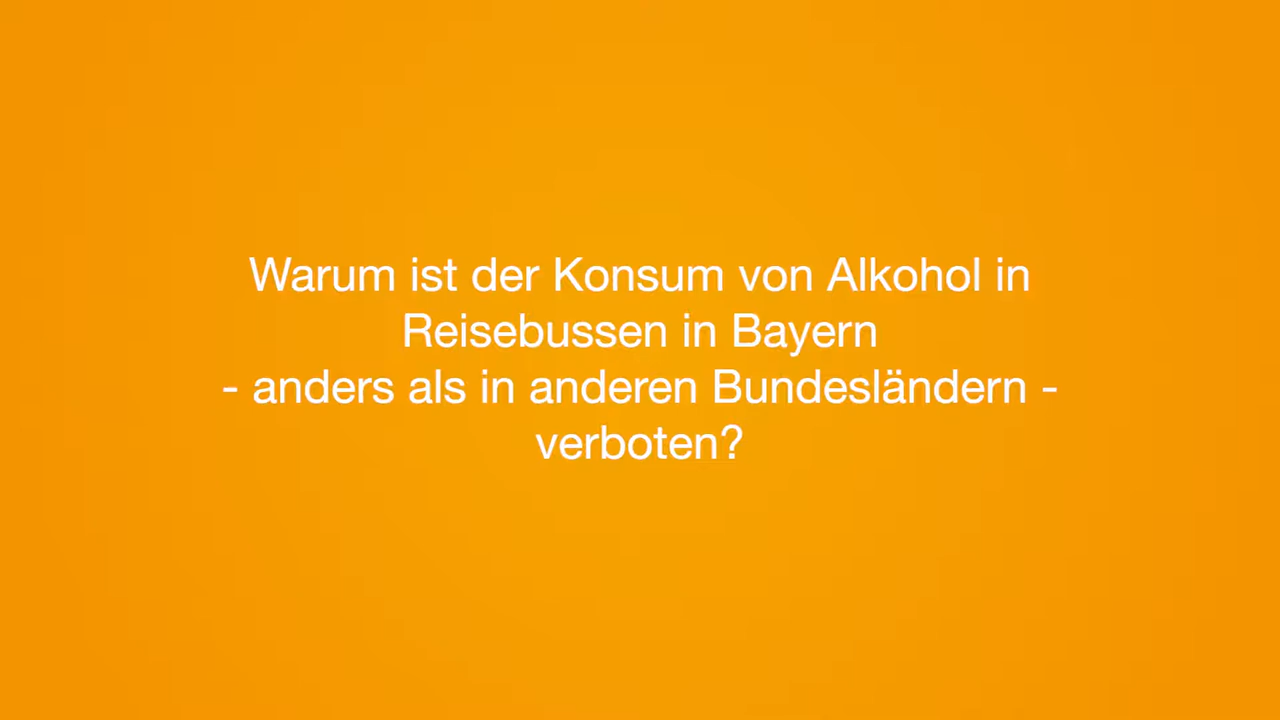 Warum ist der Konsum von Alkohol in
Reisebussen in Bayern
- anders als in anderen Bundesländern -
verboten?